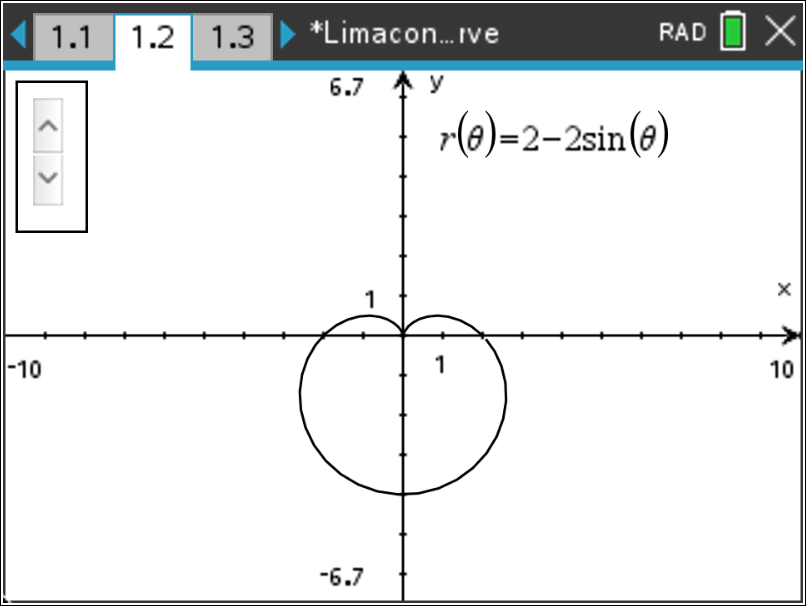 1.1 1.2 1.3 *Limacon...rve RAD
6.7 y
r(θ)=2−2sin(θ)
x
1
-10 1 10
-6.7